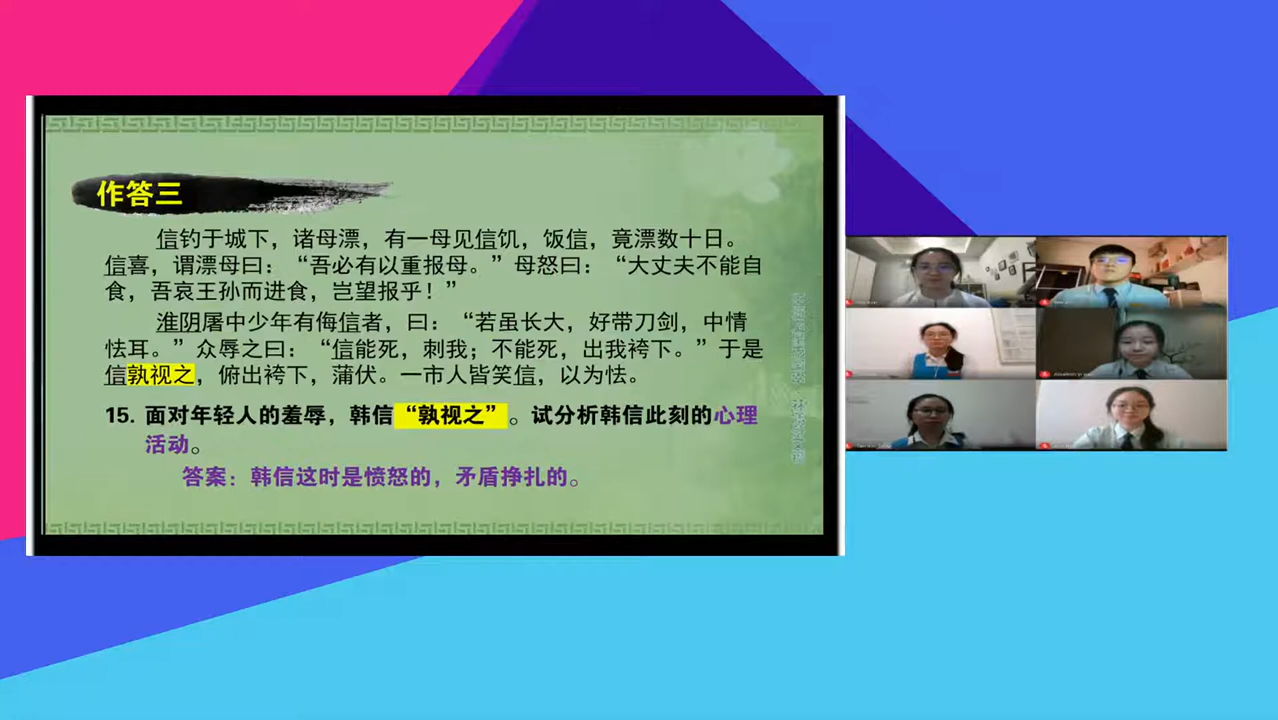 作答三
信钓于城下，诸母漂，有一母见信饥，饭信，竟漂数十日。
信喜，谓漂母曰：“吾必有以重报母。”母怒曰：“大丈夫不能自
食，吾哀王孙而进食，岂望报乎！”
淮阴屠中少年有侮信者，曰：“若虽长大，好带刀剑，中情
怯耳。”众辱之曰：“信能死，刺我；不能死，出我袴下。”于是
信孰视之，俯出袴下，蒲伏。一市人皆笑信，以为怯。
15. 面对年轻人的羞辱，韩信“孰视之”。试分析韩信此刻的心理
活动。
答案：韩信这时是愤怒的，矛盾挣扎的。